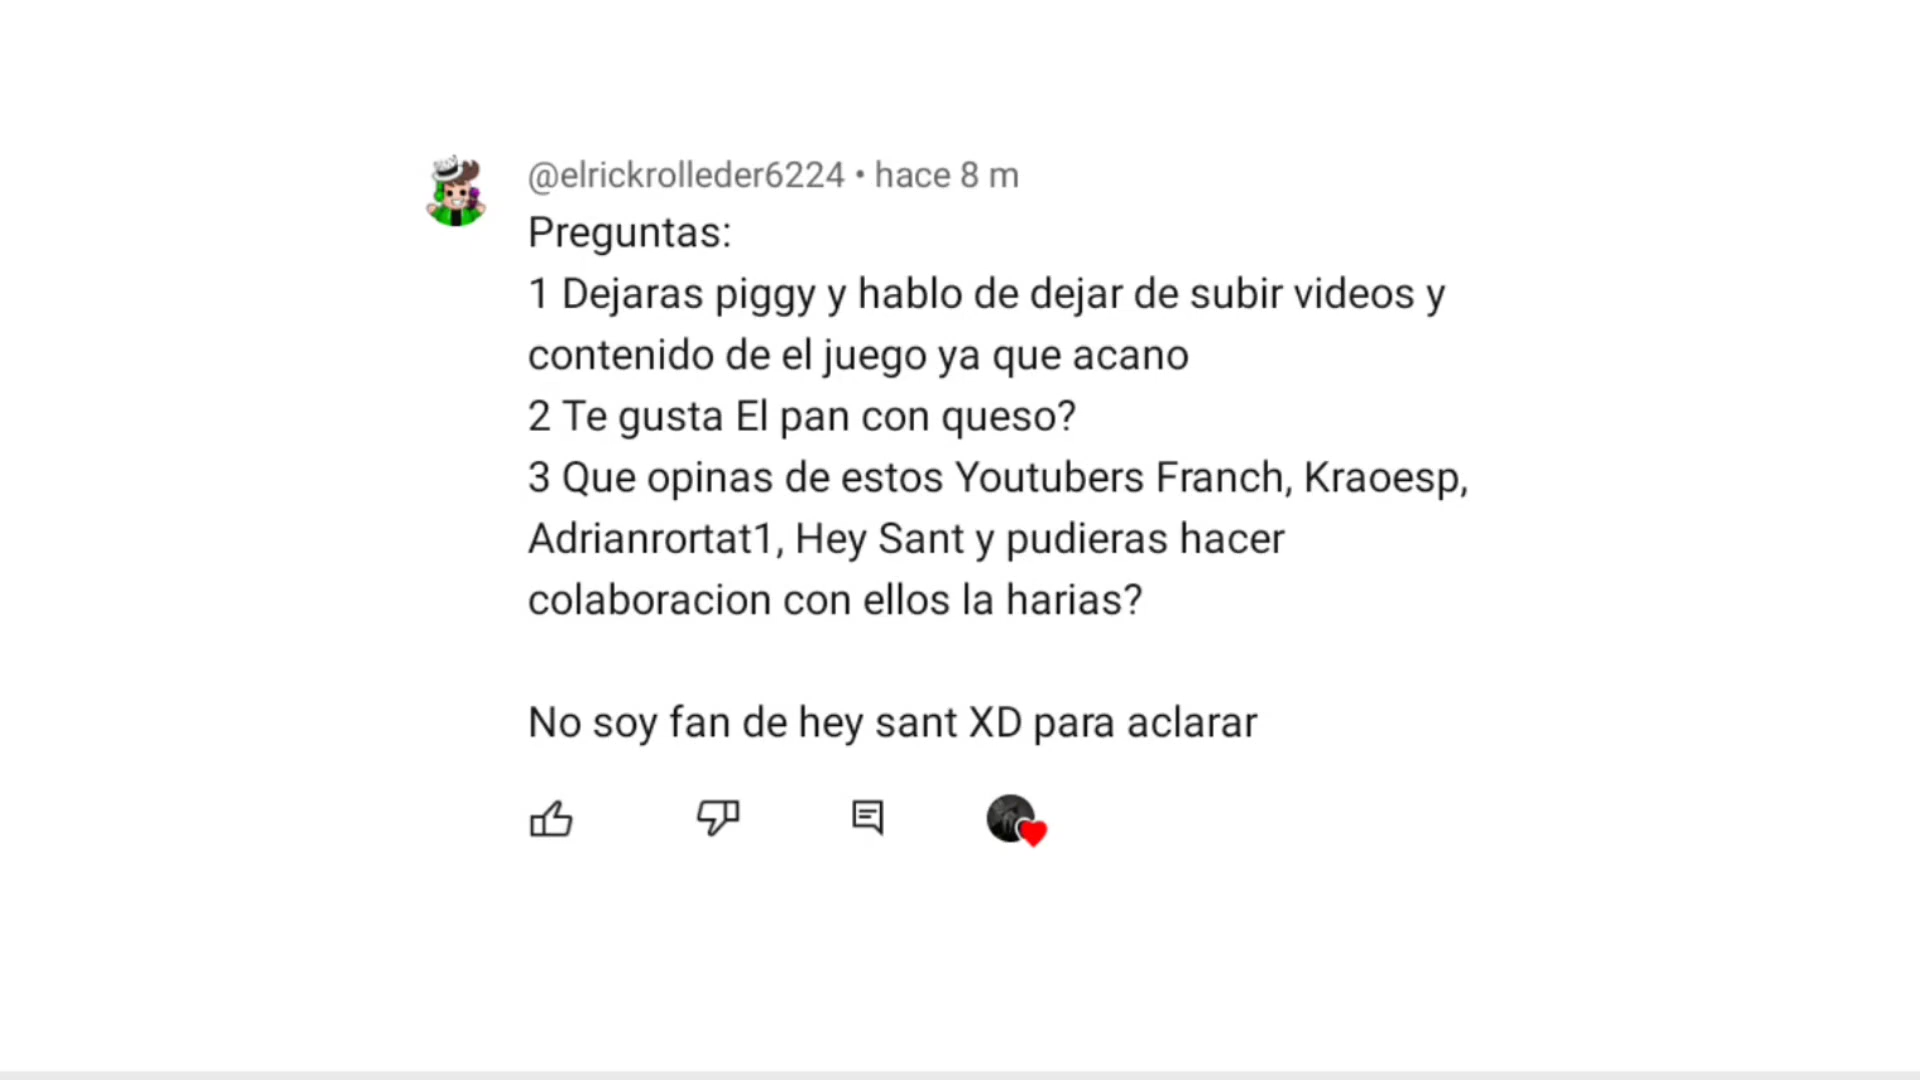 @elrickrolleder6224 • hace 8 m
Preguntas:
1 Dejaras piggy y hablo de dejar de subir videos y
contenido de el juego ya que acano
2 Te gusta El pan con queso?
3 Que opinas de estos Youtubers Franch, Kraoesp,
Adrianrortat1, Hey Sant y pudieras hacer
colaboracion con ellos la harias?
No soy fan de hey sant XD para aclarar